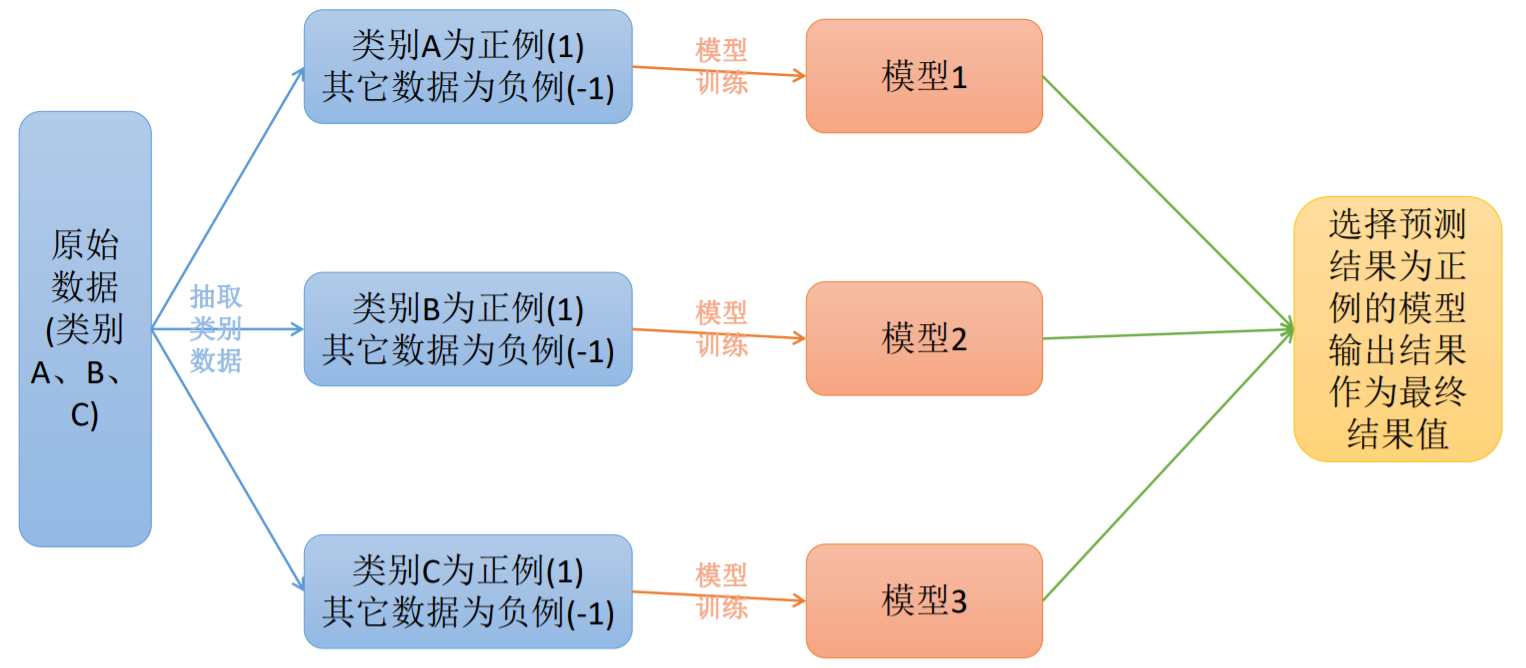 原始
数据
(类别
A、B、
C)
抽取
类别
数据
类别A为正例(1)
其它数据为负例(-1)
模型
训练
模型1
类别B为正例(1)
其它数据为负例(-1)
模型
训练
模型2
类别C为正例(1)
其它数据为负例(-1)
模型
训练
模型3
选择预测
结果为正
例的模型
输出结果
作为最终
结果值